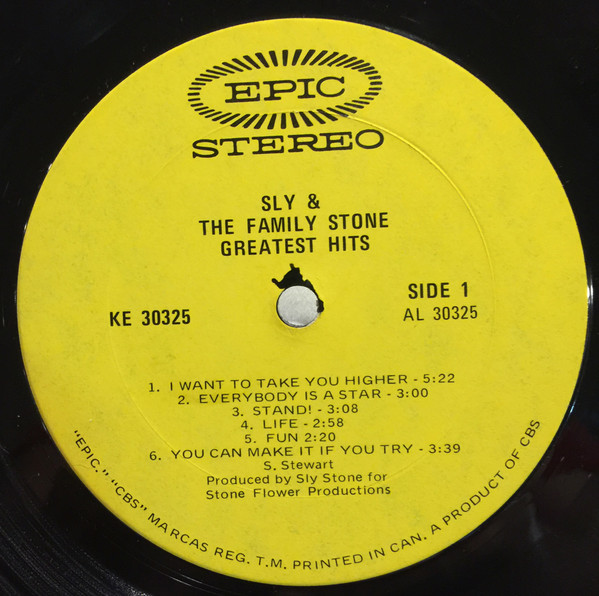 EPIC
STEREO
SLY &
THE FAMILY STONE
GREATEST HITS
KE 30325
SIDE 1
AL 30325
1. I WANT TO TAKE YOU HIGHER - 5:22
2. EVERYBODY IS A STAR - 3:00
3. STAND! - 3:08
4. LIFE - 2:58
5. FUN 2:20
6. YOU CAN MAKE IT IF YOU TRY - 3:39
S. Stewart
Produced by Sly Stone for
Stone Flower Productions
"EPIC," "CBS" MARCAS REG. T.M. PRINTED IN CAN. A PRODUCT OF CBS